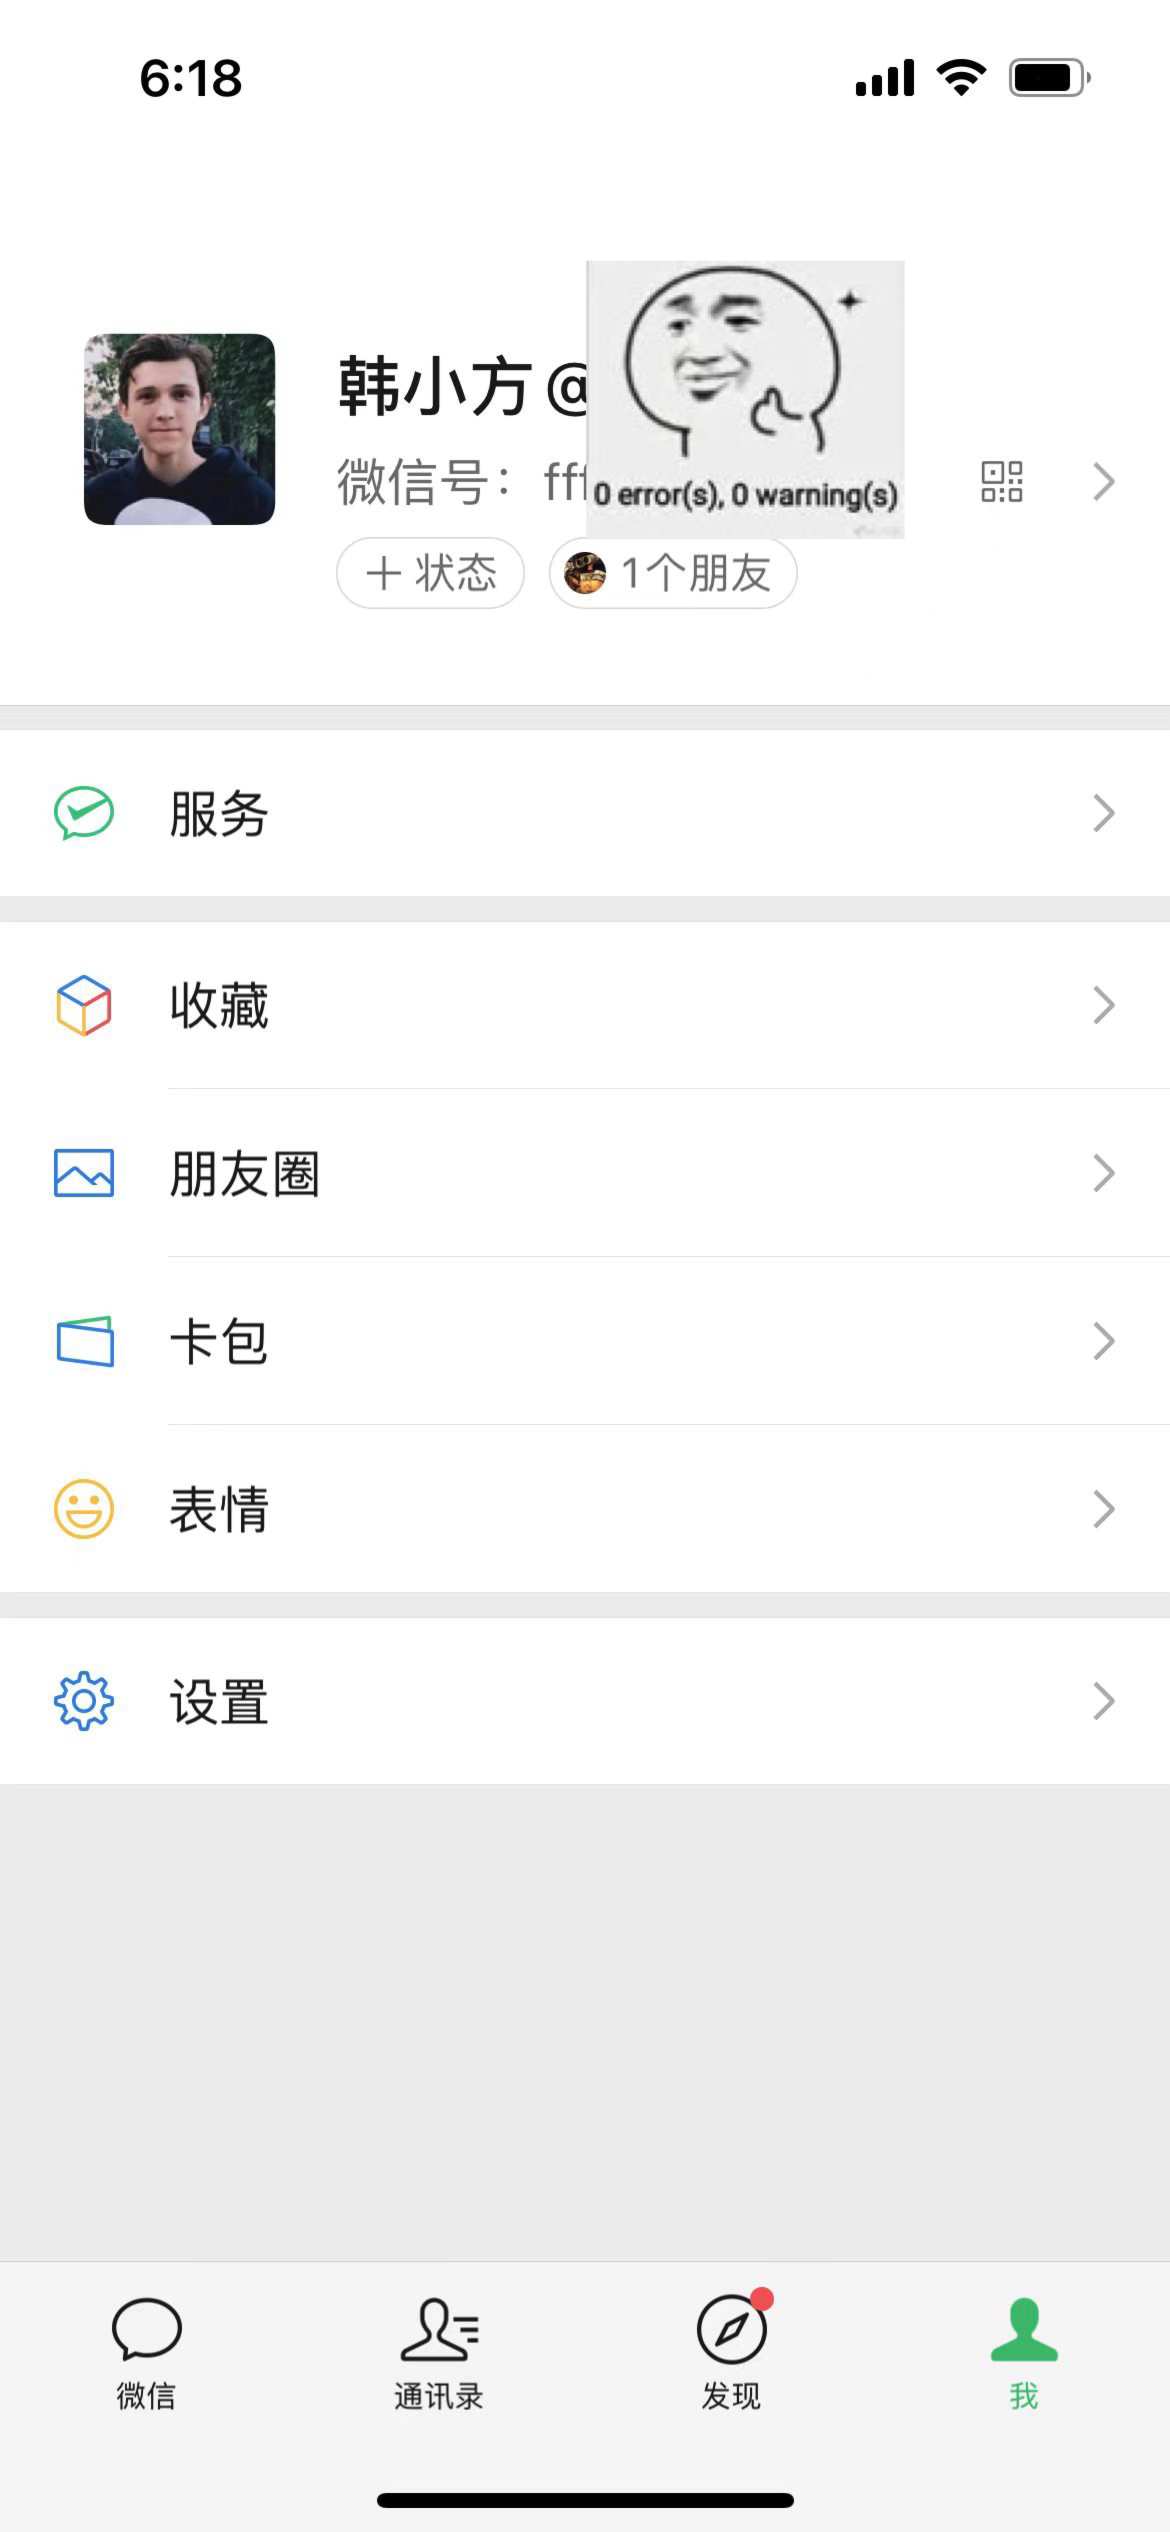 6:18
韩小方@
微信号：fff
0 error(s), 0 warning(s)
状态
1个朋友
服务
收藏
朋友圈
卡包
表情
设置
微信
通讯录
发现
我